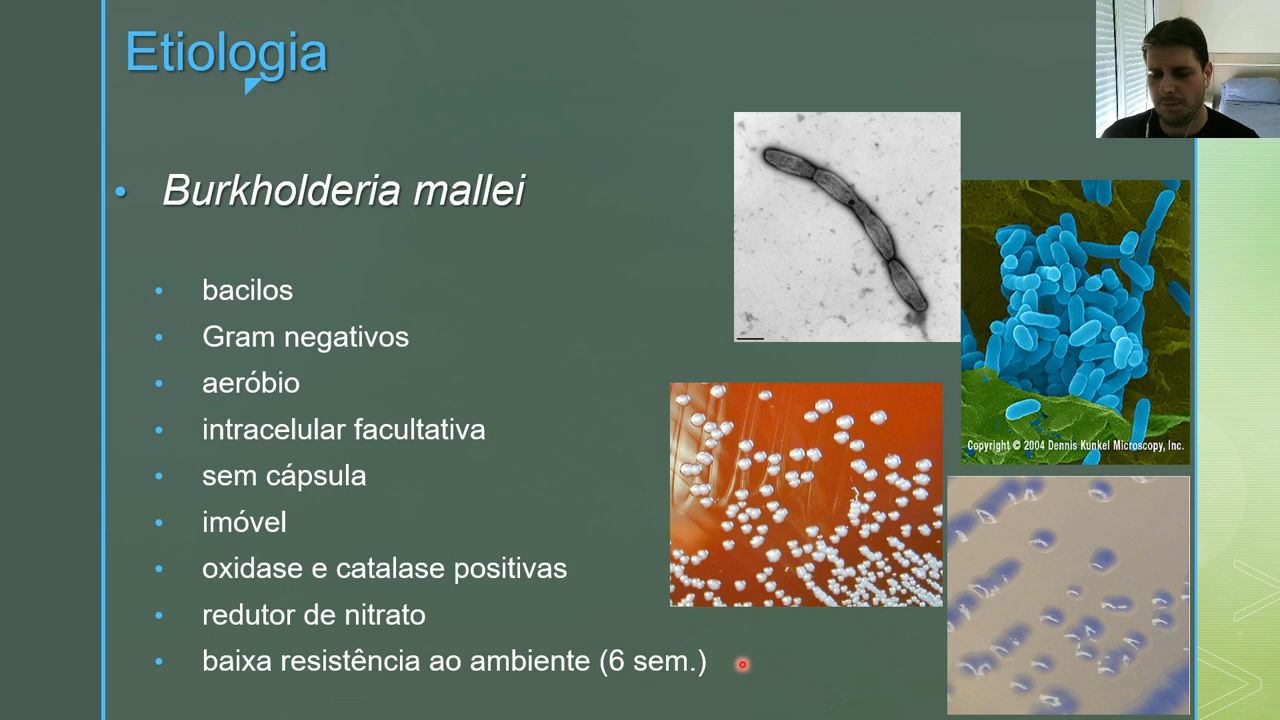 Etiologia
• Burkholderia mallei
• bacilos
• Gram negativos
• aeróbio
• intracelular facultativa
• sem cápsula
• imóvel
• oxidase e catalase positivas
• redutor de nitrato
• baixa resistência ao ambiente (6 sem.)
Copyright © 2004 Dennis Kunkel Microscopy, Inc.